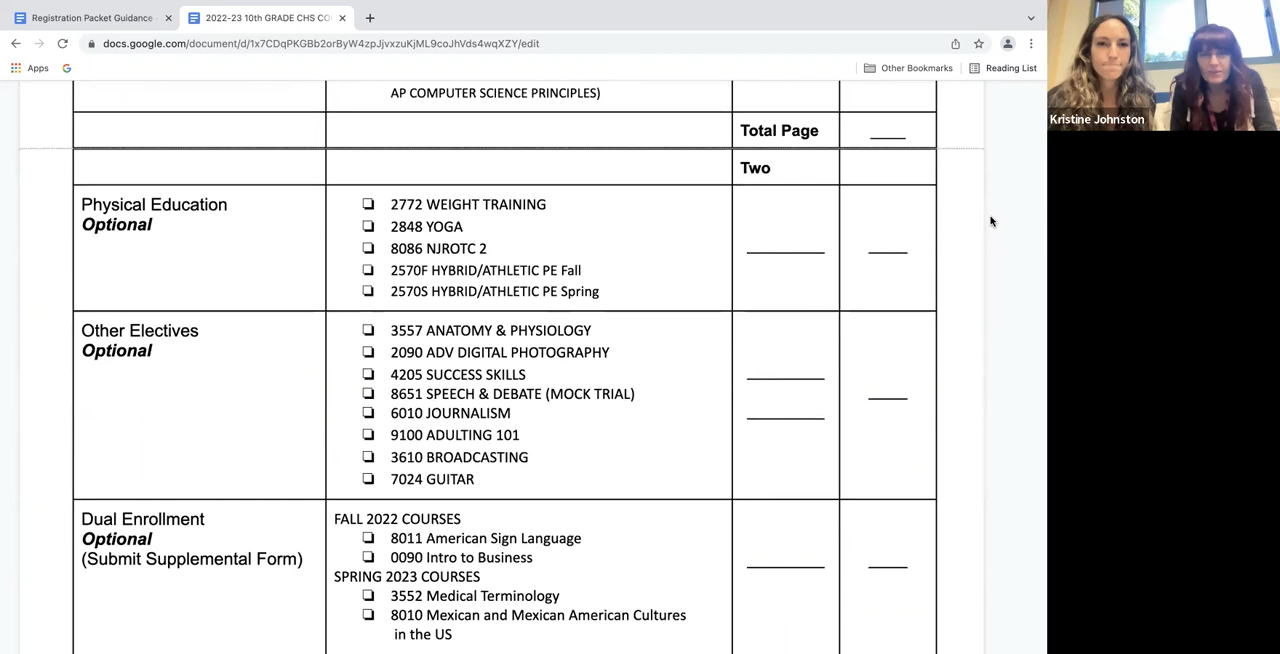 Registration Packet Guidance
2022-23 10th GRADE CHS CO
docs.google.com/document/d/1x7CDqPKGBb2orByW4zpJjvxzuKjML9coJhVds4wqXZY/edit
Apps
Other Bookmarks
Reading List
Kristine Johnston
AP COMPUTER SCIENCE PRINCIPLES)
Total Page
Two
Physical Education
Optional
2772 WEIGHT TRAINING
2848 YOGA
8086 NJROTC 2
2570F HYBRID/ATHLETIC PE Fall
2570S HYBRID/ATHLETIC PE Spring
Other Electives
Optional
3557 ANATOMY & PHYSIOLOGY
2090 ADV DIGITAL PHOTOGRAPHY
4205 SUCCESS SKILLS
8651 SPEECH & DEBATE (MOCK TRIAL)
6010 JOURNALISM
9100 ADULTING 101
3610 BROADCASTING
7024 GUITAR
Dual Enrollment
Optional
(Submit Supplemental Form)
FALL 2022 COURSES
8011 American Sign Language
0090 Intro to Business
SPRING 2023 COURSES
3552 Medical Terminology
8010 Mexican and Mexican American Cultures
in the US